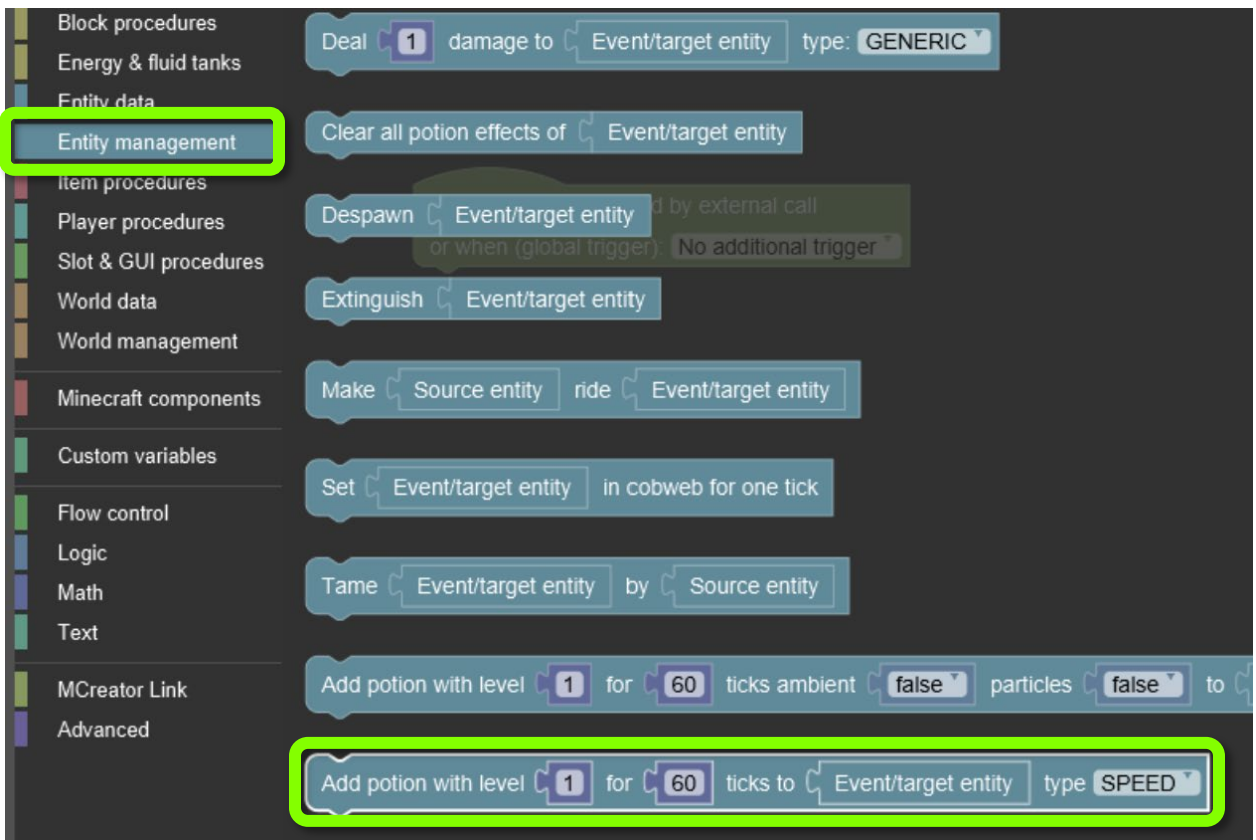 Block procedures
Energy & fluid tanks
Entity data
Entity management
Item procedures
Player procedures
Slot & GUI procedures
World data
World management
Minecraft components
Custom variables
Flow control
Logic
Math
Text
MCreator Link
Advanced
Deal 1 damage to Event/target entity type: GENERIC
Clear all potion effects of Event/target entity
Despawn Event/target entity
d by external call
or when (global trigger): No additional trigger
Extinguish Event/target entity
Make Source entity ride Event/target entity
Set Event/target entity in cobweb for one tick
Tame Event/target entity by Source entity
Add potion with level 1 for 60 ticks ambient false particles false to
Add potion with level 1 for 60 ticks to Event/target entity type SPEED